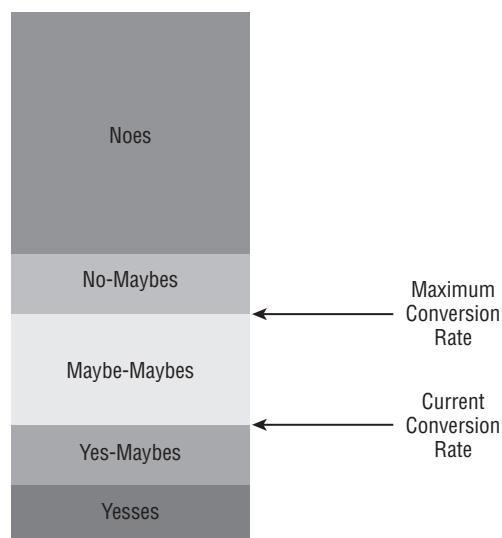 Noes
No-Maybes
Maximum
Conversion
Rate
Maybe-Maybes
Current
Conversion
Rate
Yes-Maybes
Yesses